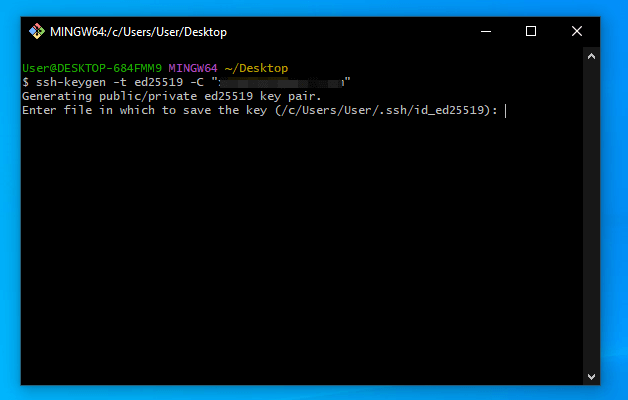 MINGW64:/c/Users/User/Desktop
User@DESKTOP-684FMM9 MINGW64 ~/Desktop
$ ssh-keygen -t ed25519 -C " "
Generating public/private ed25519 key pair.
Enter file in which to save the key (/c/Users/User/.ssh/id_ed25519):